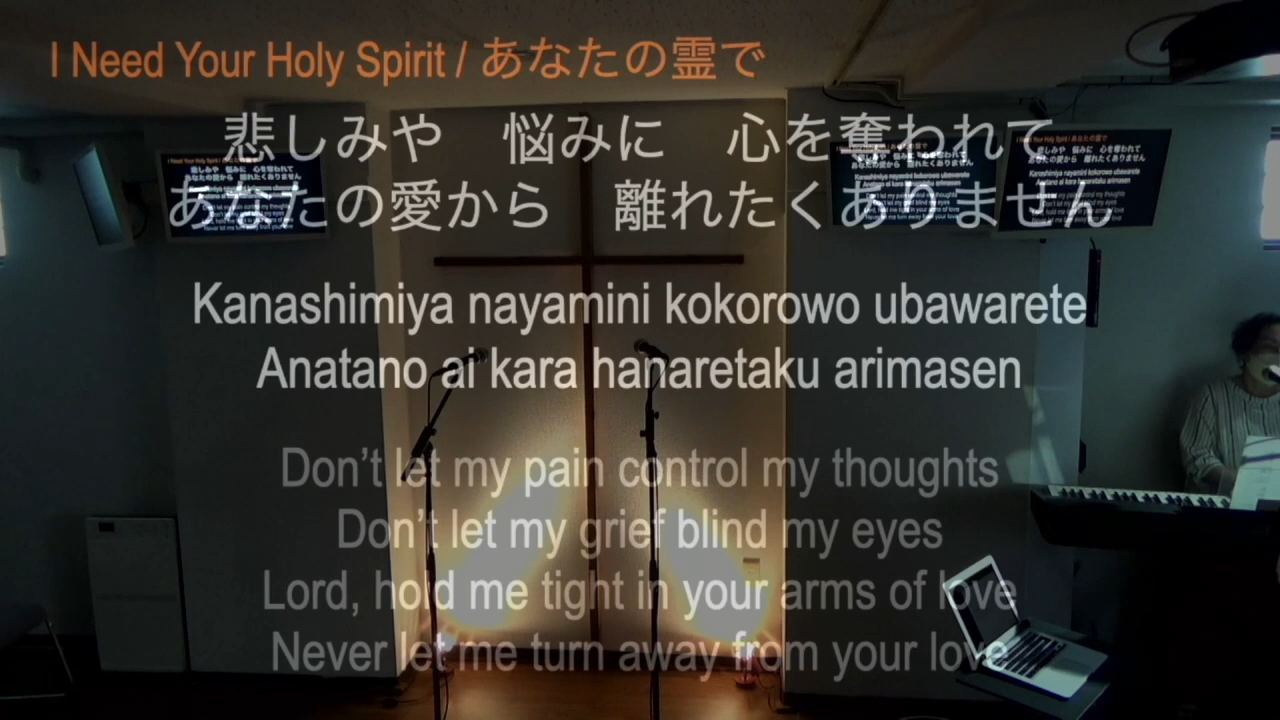 I Need Your Holy Spirit / あなたの霊で
悲しみや　悩みに　心を奪われて
あなたの愛から　離れたくありません
Kanashimiya nayamini kokorowo ubawarete
Anatano ai kara hanaretaku arimasen
Don't let my pain control my thoughts
Don't let my grief blind my eyes
Lord, hold me tight in your arms of love
Never let me turn away from your love